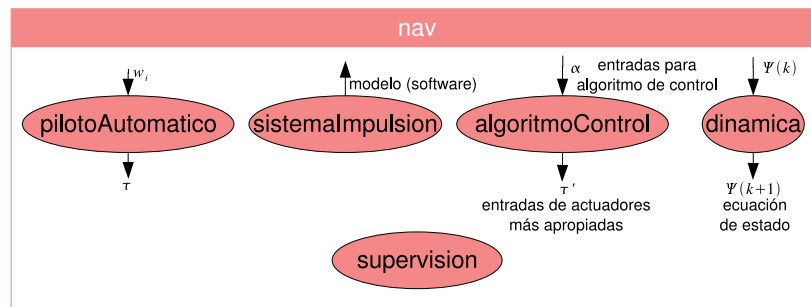 nav
w_i
pilotoAutomatico
τ
modelo (software)
sistemaImpulsion
α
entradas para
algoritmo de control
algoritmoControl
τ'
entradas de actuadores
más apropiadas
Ψ(k)
dinamica
Ψ(k+1)
ecuación
de estado
supervision